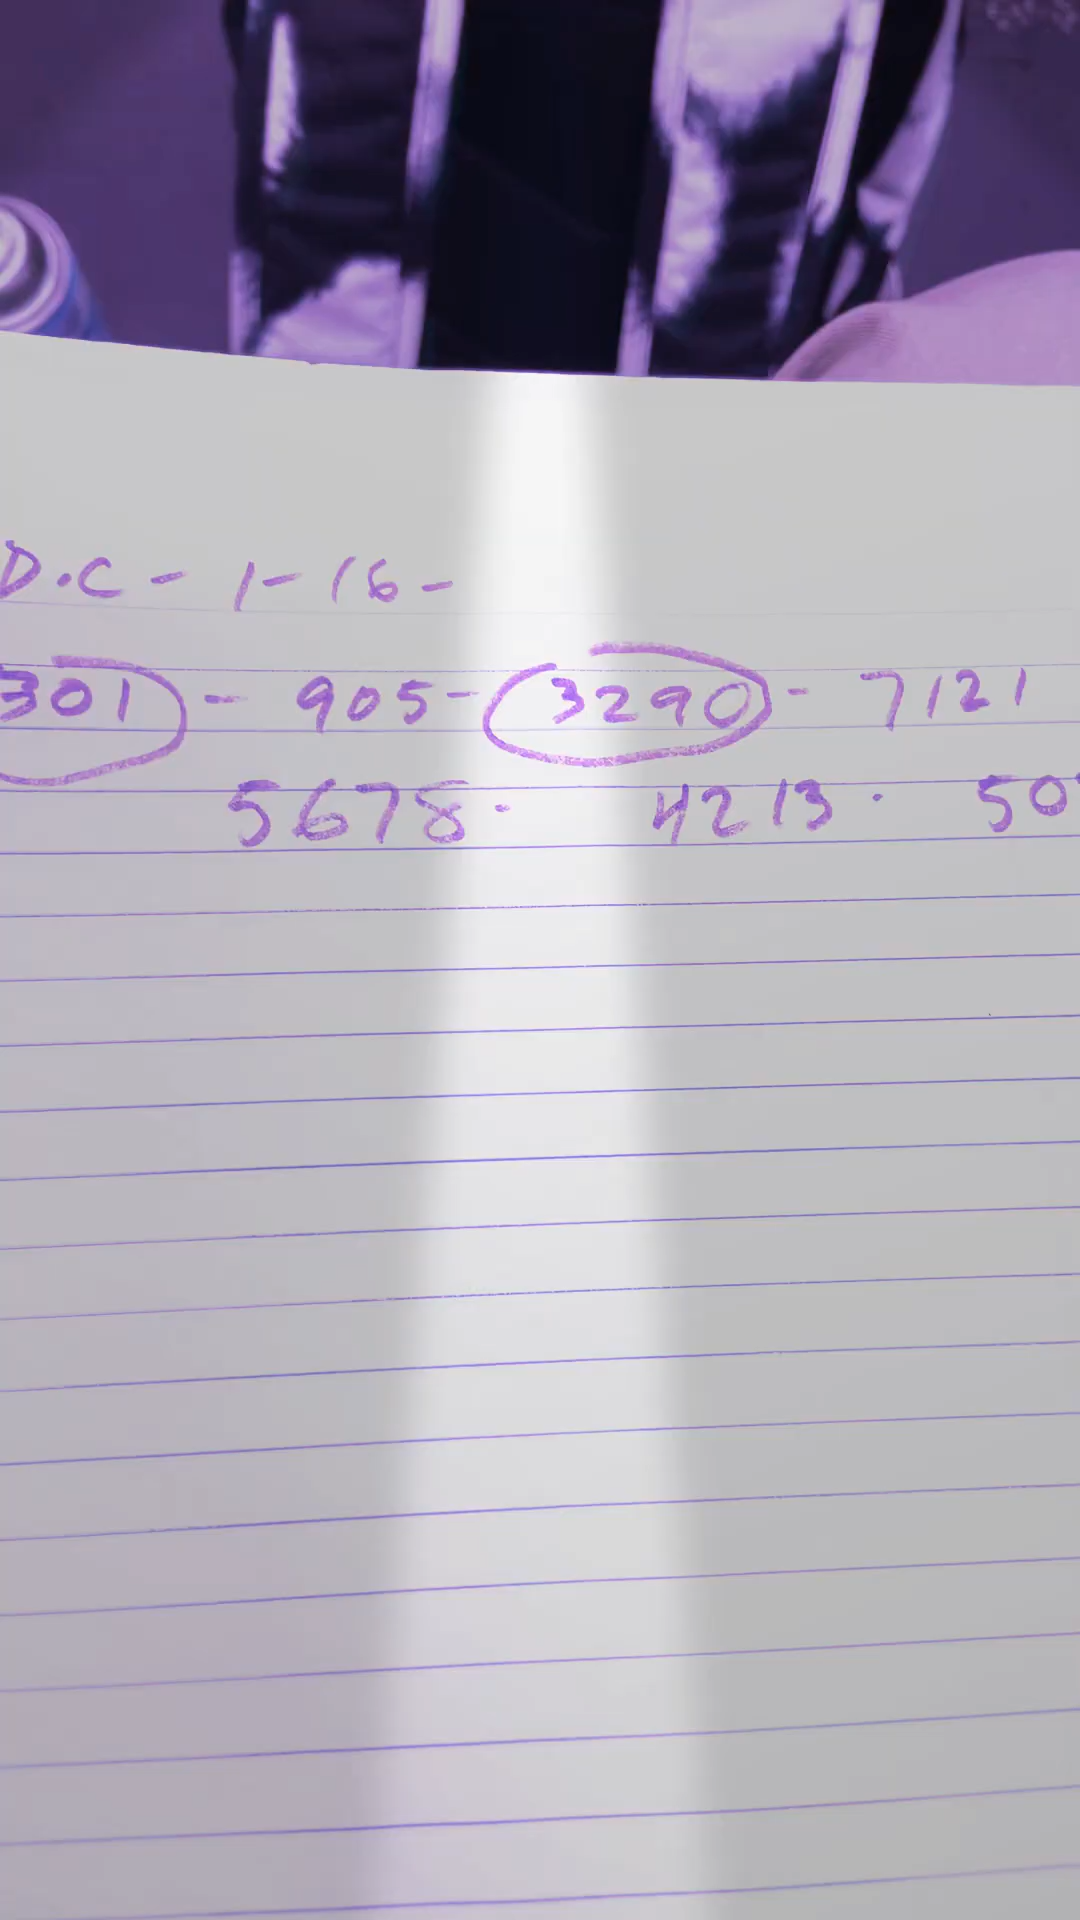 D.C - 1-16-
301 - 905 - 3290 - 7121
5678. 4213. 50